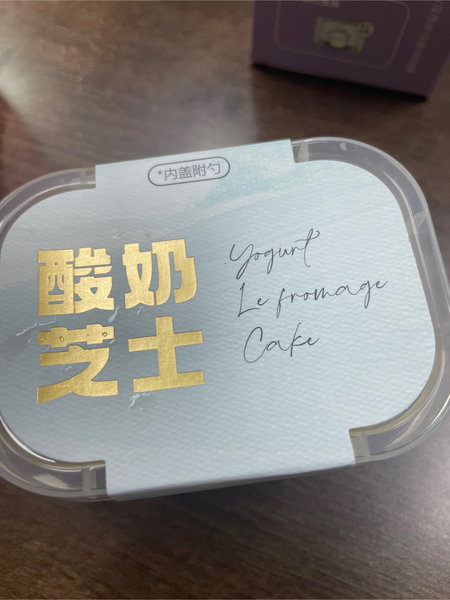 *内盖附勺
酸奶
芝士
Yogurt
Le fromage
Cake